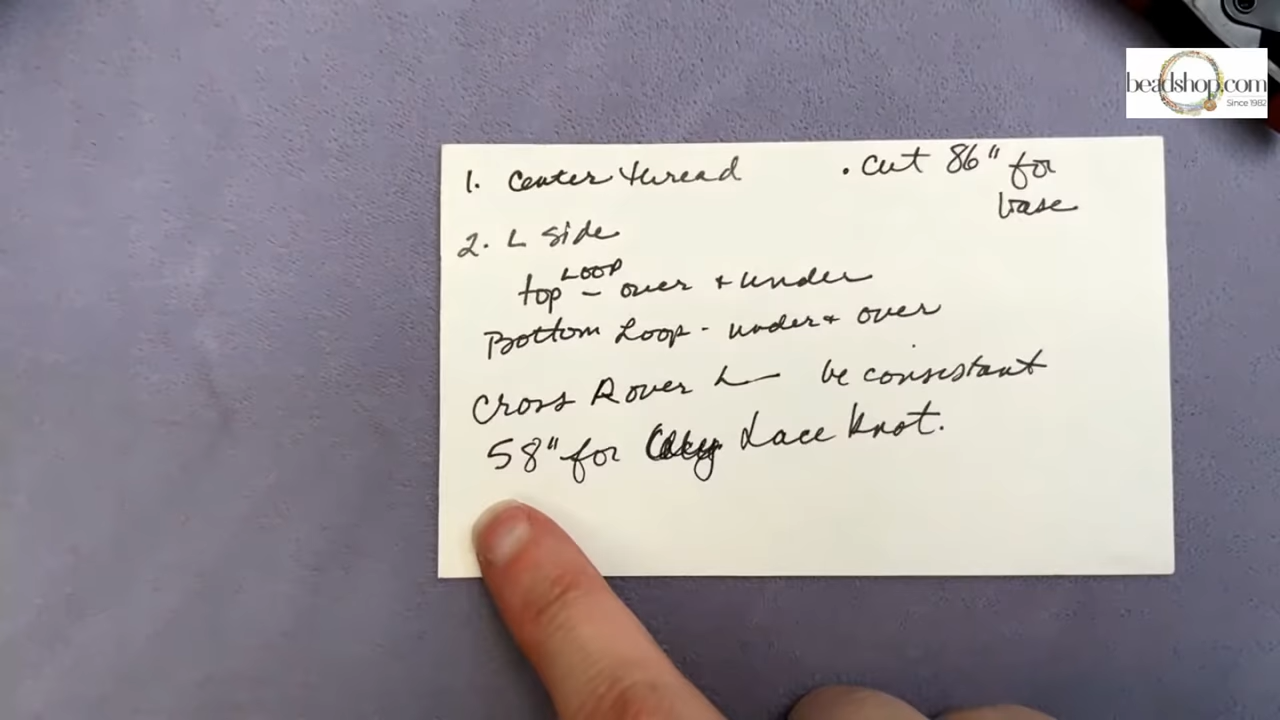 beadshop.com
Since 1982
1. Center thread
. cut 86" for
base
2. L side
LOOP
top – over + under
Bottom Loop - under + over
Cross R over L be consistant
58" for Lace knot.